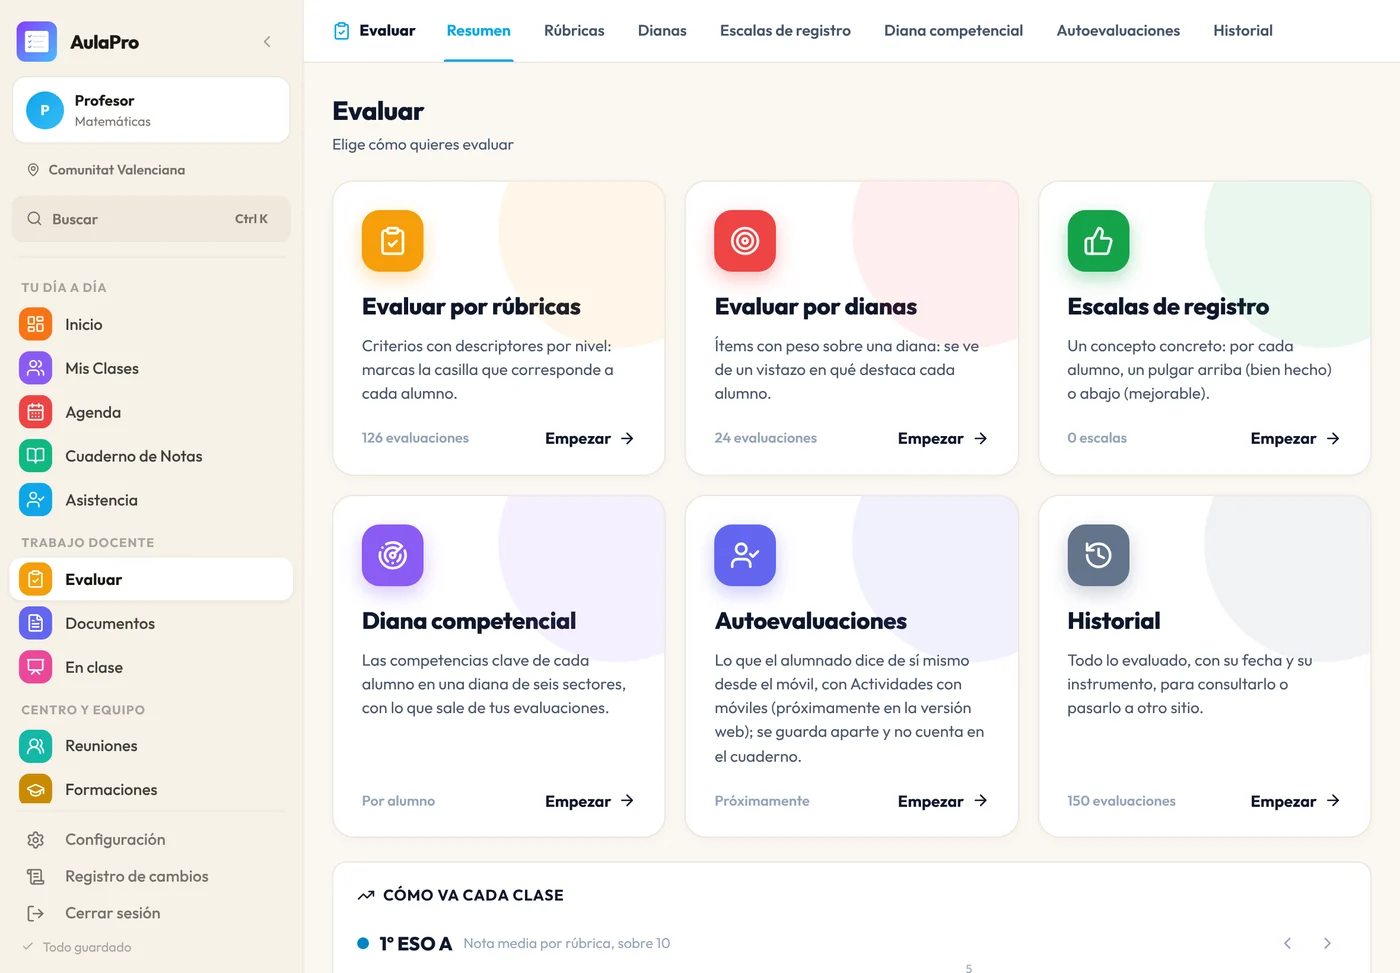 AulaPro
P
Profesor
Matemáticas
Comunitat Valenciana
Buscar
Ctrl K
TU DÍA A DÍA
Inicio
Mis Clases
Agenda
Cuaderno de Notas
Asistencia
TRABAJO DOCENTE
Evaluar
Documentos
En clase
CENTRO Y EQUIPO
Reuniones
Formaciones
Configuración
Registro de cambios
Cerrar sesión
Todo guardado
Evaluar
Resumen
Rúbricas
Dianas
Escalas de registro
Diana competencial
Autoevaluaciones
Historial
Evaluar
Elige cómo quieres evaluar
Evaluar por rúbricas
Criterios con descriptores por nivel:
marcas la casilla que corresponde a
cada alumno.
126 evaluaciones
Empezar
Evaluar por dianas
Ítems con peso sobre una diana: se ve
de un vistazo en qué destaca cada
alumno.
24 evaluaciones
Empezar
Escalas de registro
Un concepto concreto: por cada
alumno, un pulgar arriba (bien hecho)
o abajo (mejorable).
0 escalas
Empezar
Diana competencial
Las competencias clave de cada
alumno en una diana de seis sectores,
con lo que sale de tus evaluaciones.
Por alumno
Empezar
Autoevaluaciones
Lo que el alumnado dice de sí mismo
desde el móvil, con Actividades con
móviles (próximamente en la versión
web); se guarda aparte y no cuenta en
el cuaderno.
Próximamente
Empezar
Historial
Todo lo evaluado, con su fecha y su
instrumento, para consultarlo o
pasarlo a otro sitio.
150 evaluaciones
Empezar
CÓMO VA CADA CLASE
1º ESO A
Nota media por rúbrica, sobre 10
5